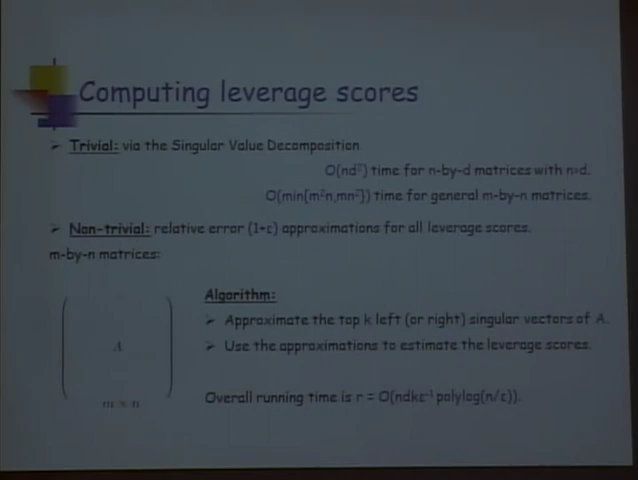 Computing leverage scores
➤ Trivial: via the Singular Value Decomposition
O(nd²) time for n-by-d matrices with n>d.
O(min{m²n,mn²}) time for general m-by-n matrices.
➤ Non-trivial: relative error (1+ε) approximations for all leverage scores.
m-by-n matrices:
Algorithm:
➤ Approximate the top k left (or right) singular vectors of A.
A
➤ Use the approximations to estimate the leverage scores.
m × n
Overall running time is r = O(ndkε⁻¹ polylog(n/ε)).